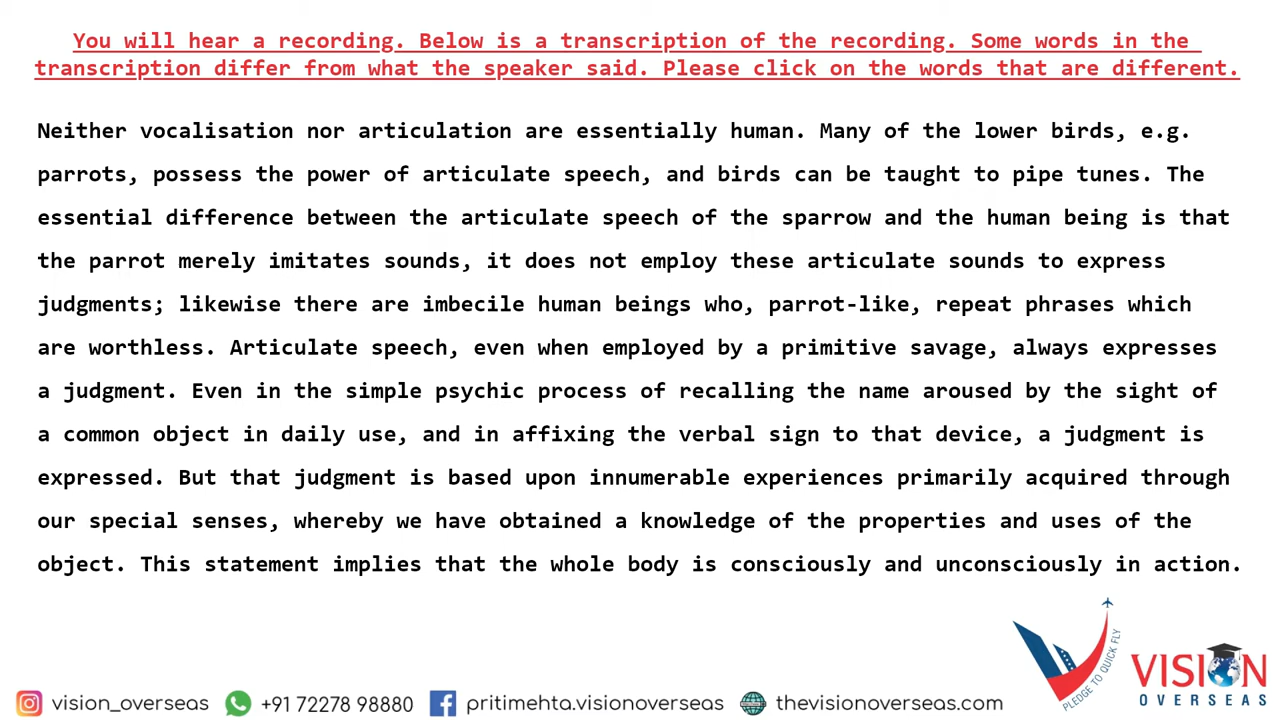 You will hear a recording. Below is a transcription of the recording. Some words in the
transcription differ from what the speaker said. Please click on the words that are different.
Neither vocalisation nor articulation are essentially human. Many of the lower birds, e.g.
parrots, possess the power of articulate speech, and birds can be taught to pipe tunes. The
essential difference between the articulate speech of the sparrow and the human being is that
the parrot merely imitates sounds, it does not employ these articulate sounds to express
judgments; likewise there are imbecile human beings who, parrot-like, repeat phrases which
are worthless. Articulate speech, even when employed by a primitive savage, always expresses
a judgment. Even in the simple psychic process of recalling the name aroused by the sight of
a common object in daily use, and in affixing the verbal sign to that device, a judgment is
expressed. But that judgment is based upon innumerable experiences primarily acquired through
our special senses, whereby we have obtained a knowledge of the properties and uses of the
object. This statement implies that the whole body is consciously and unconsciously in action.
PLEDGE TO QUICK FLY
VISION
OVERSEAS
vision_overseas +91 72278 98880 pritimehta.visionoverseas thevisionoverseas.com